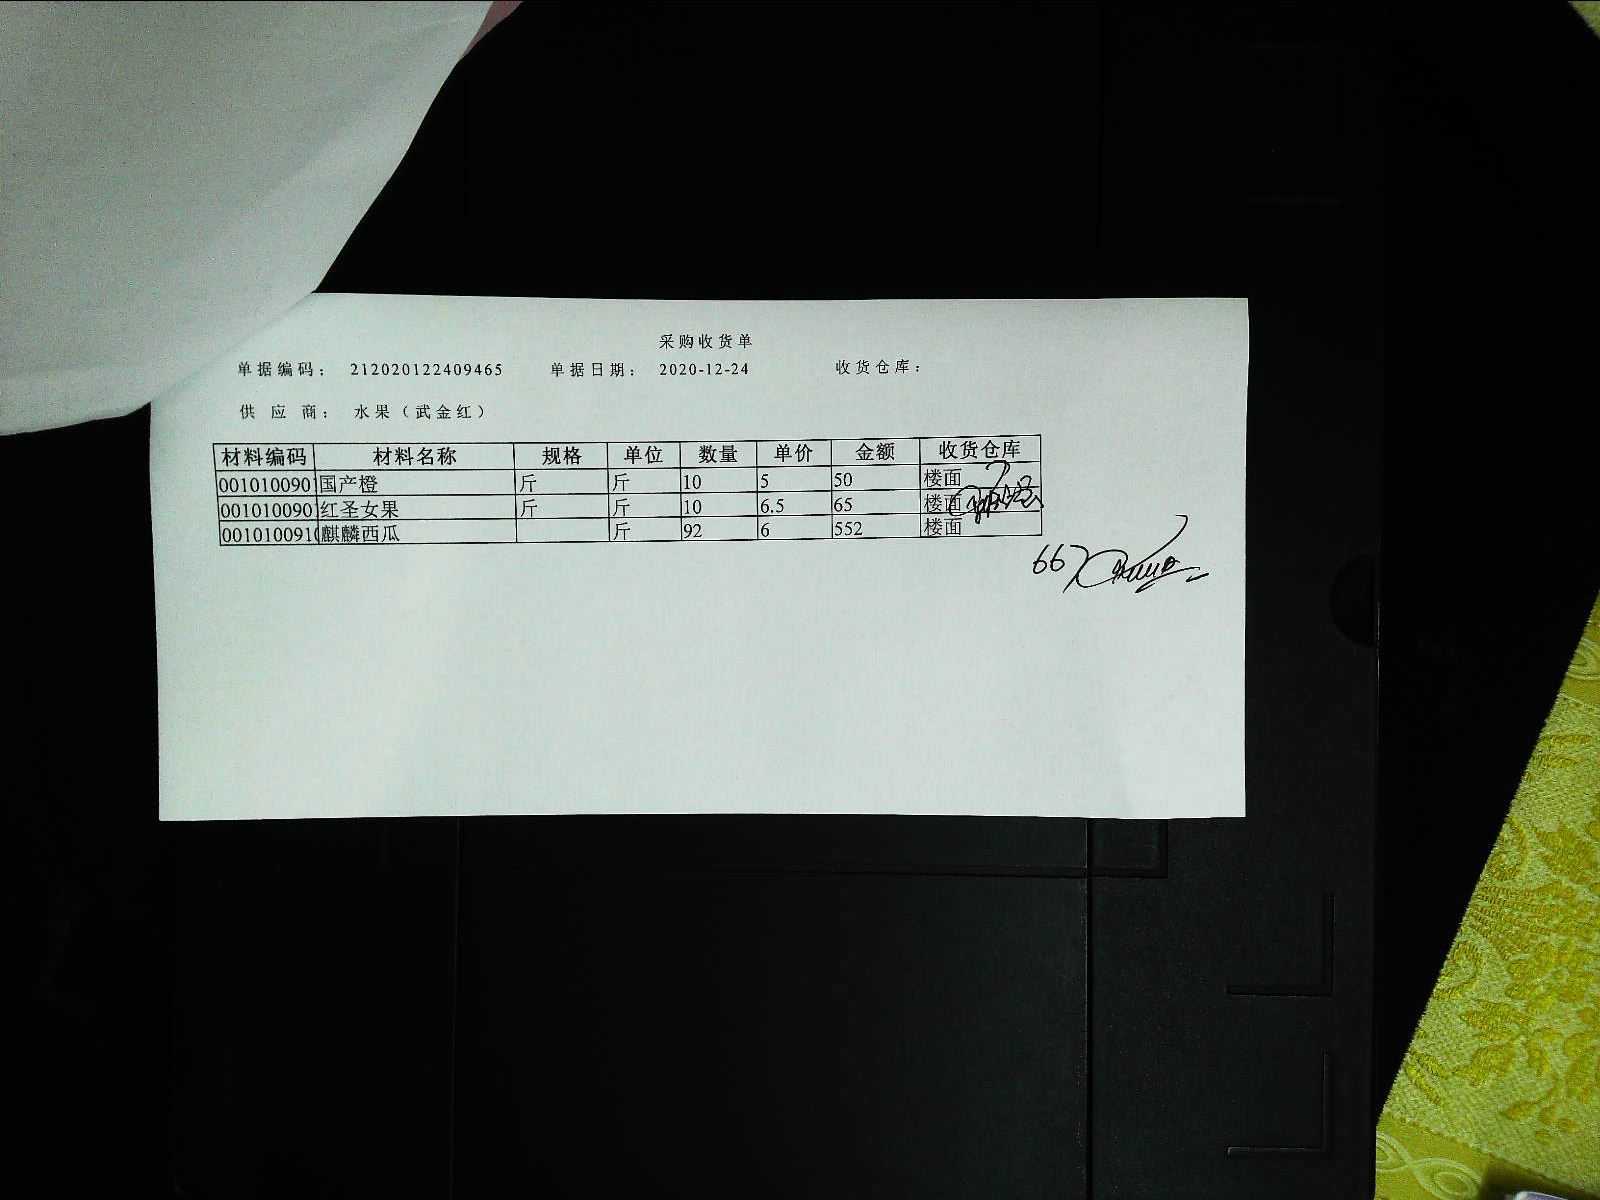 采购收货单
单据编码: 212020122409465 单据日期: 2020-12-24 收货仓库:
供应商: 水果(武金红)
材料编码 材料名称 规格 单位 数量 单价 金额 收货仓库
001010090 国产橙 斤 斤 10 5 50 楼面
001010090 红圣女果 斤 斤 10 6.5 65 楼面
001010091 麒麟西瓜 斤 92 6 552 楼面
667